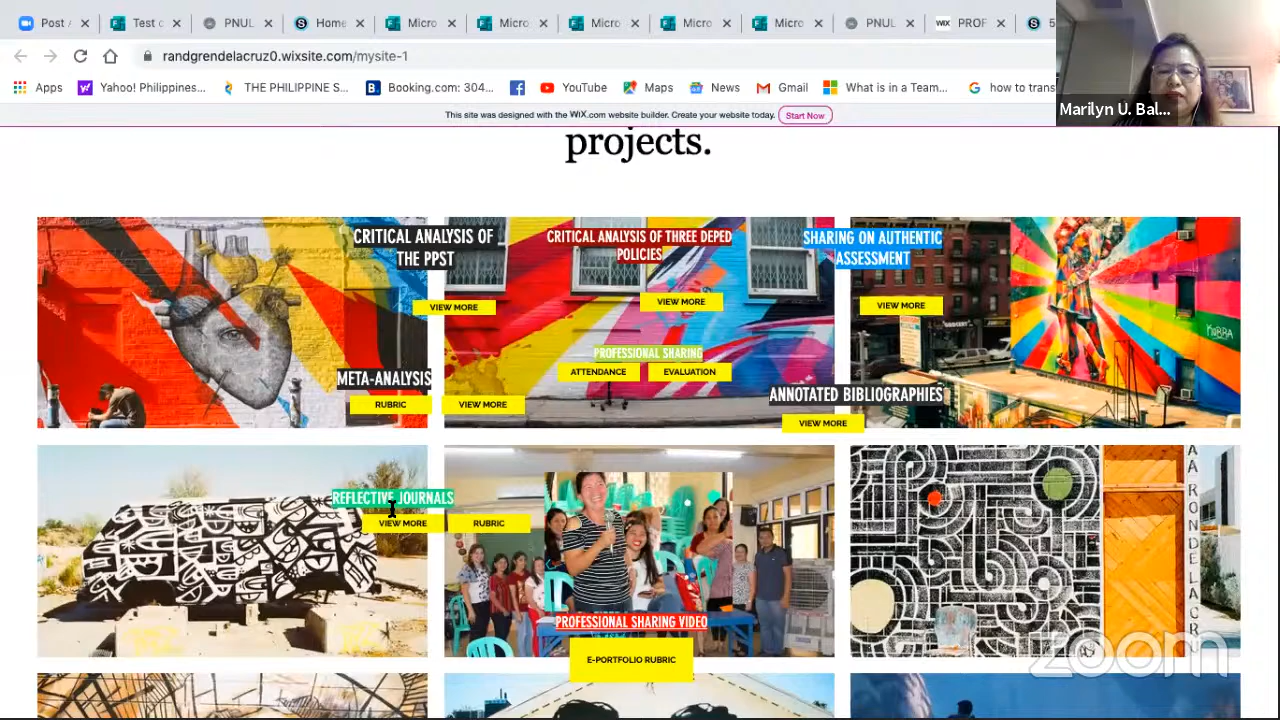 Post A
Test c
PNUL
Home
Micro
Micro
Micro
Micro
Micro
PNUL
WIX PROF
5
randgrendelacruz0.wixsite.com/mysite-1
Apps
Yahoo! Philippines...
THE PHILIPPINE S...
Booking.com: 304...
YouTube
Maps
News
Gmail
What is in a Team...
how to trans
Marilyn U. Bal...
This site was designed with the WiX.com website builder. Create your website today. Start Now
projects.
CRITICAL ANALYSIS OF
THE PPST
VIEW MORE
CRITICAL ANALYSIS OF THREE DEPED
POLICIES
VIEW MORE
SHARING ON AUTHENTIC
ASSESSMENT
VIEW MORE
KOBRA
PROFESSIONAL SHARING
ATTENDANCE
EVALUATION
META-ANALYSIS
RUBRIC
VIEW MORE
ANNOTATED BIBLIOGRAPHIES
VIEW MORE
REFLECTIVE JOURNALS
VIEW MORE
RUBRIC
PROFESSIONAL SHARING VIDEO
E-PORTFOLIO RUBRIC
AARONDELACRU
zoom